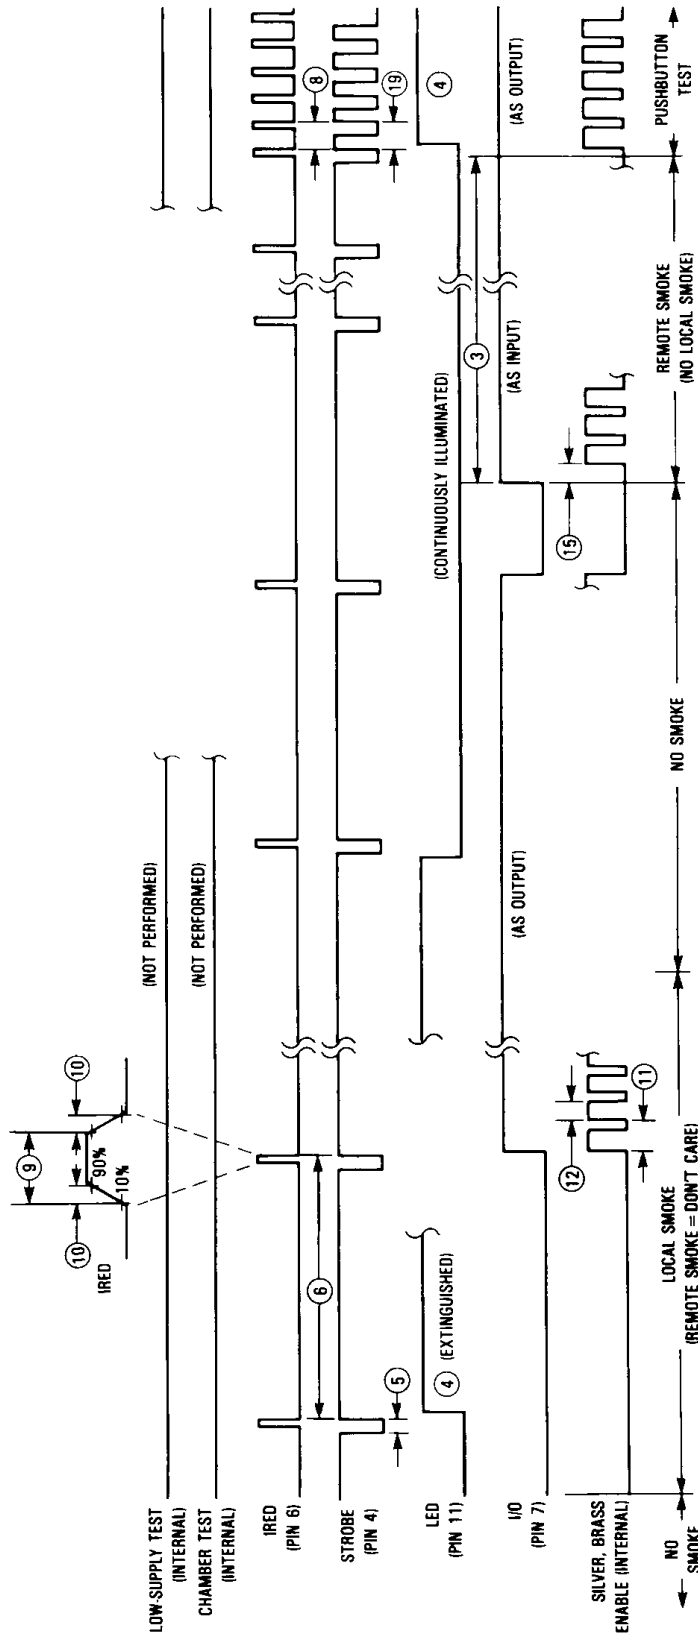 IRED
10
9
10
90%
10%
LOW-SUPPLY TEST
(INTERNAL)
(NOT PERFORMED)
CHAMBER TEST
(INTERNAL)
(NOT PERFORMED)
IRED
(PIN 6)
6
8
STROBE
(PIN 4)
5
19
LED
(PIN 11)
4
(EXTINGUISHED)
(CONTINUOUSLY ILLUMINATED)
4
3
I/O
(PIN 7)
(AS OUTPUT)
(AS INPUT)
(AS OUTPUT)
SILVER, BRASS
ENABLE (INTERNAL)
12
11
15
NO
SMOKE
LOCAL SMOKE
(REMOTE SMOKE = DON'T CARE)
NO SMOKE
REMOTE SMOKE
(NO LOCAL SMOKE)
PUSHBUTTON
TEST